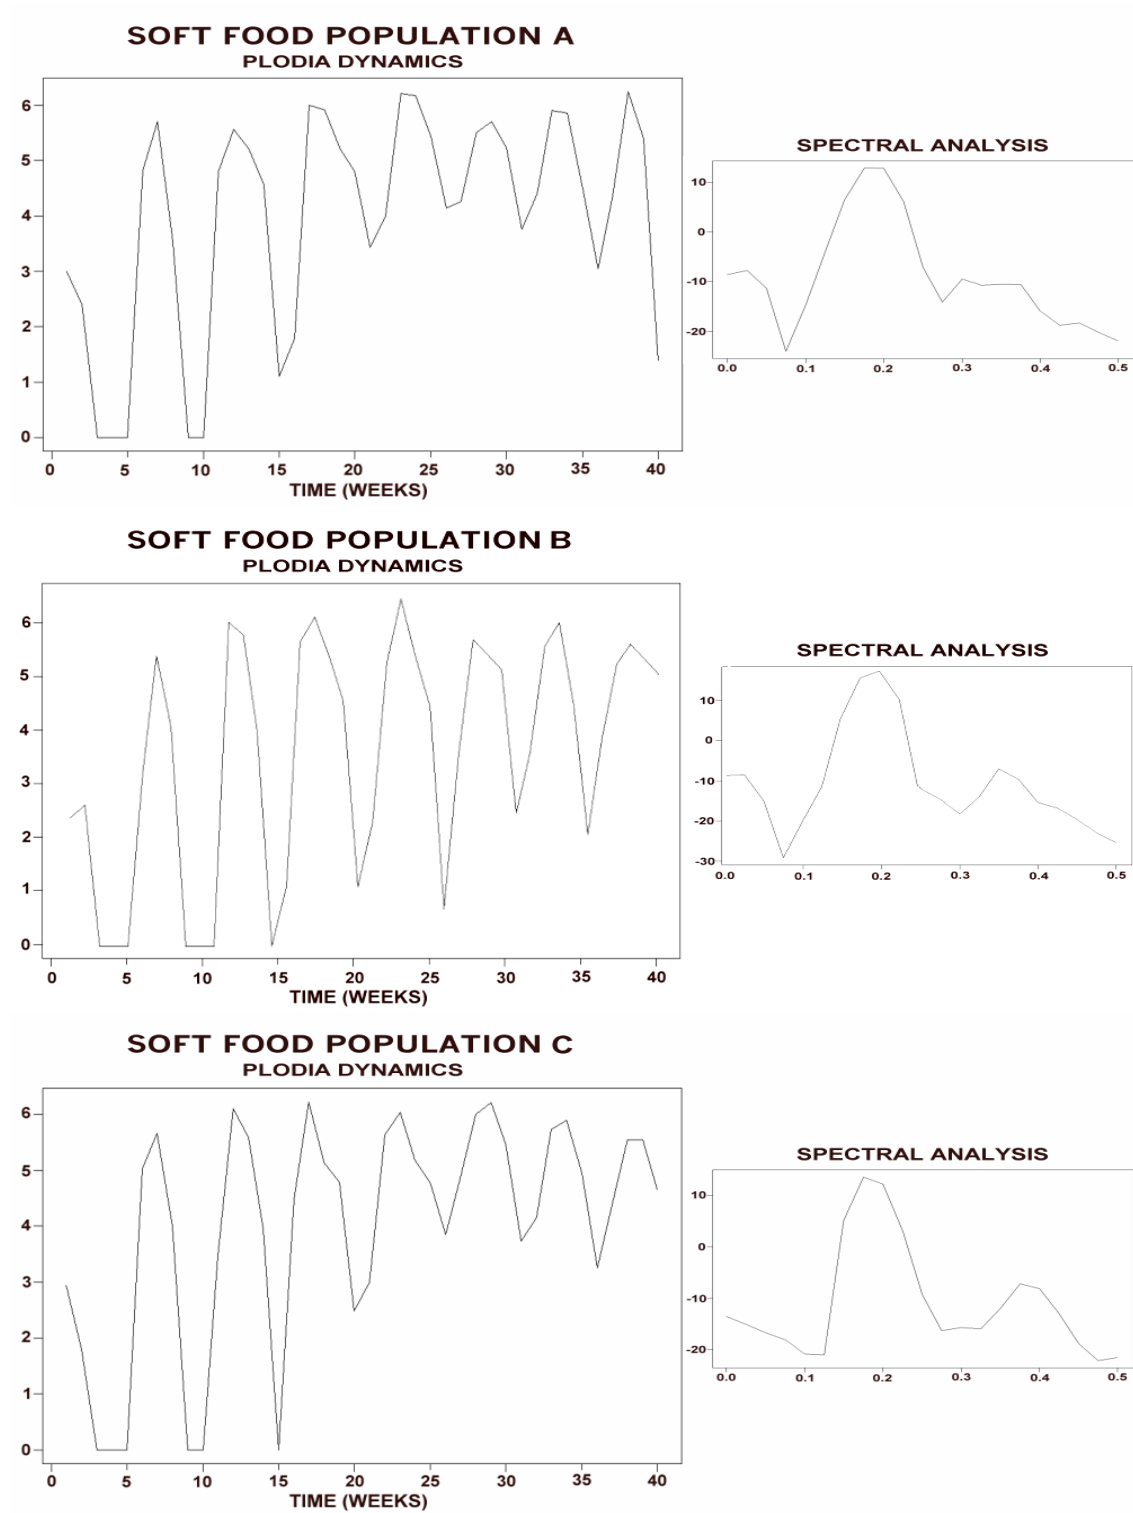 SOFT FOOD POPULATION A
PLODIA DYNAMICS
6
5
4
3
2
1
0
0 5 10 15 20 25 30 35 40
TIME (WEEKS)
SPECTRAL ANALYSIS
10
0
-10
-20
0.0 0.1 0.2 0.3 0.4 0.5
SOFT FOOD POPULATION B
PLODIA DYNAMICS
6
5
4
3
2
1
0
0 5 10 15 20 25 30 35 40
TIME (WEEKS)
SPECTRAL ANALYSIS
10
0
-10
-20
-30
0.0 0.1 0.2 0.3 0.4 0.5
SOFT FOOD POPULATION C
PLODIA DYNAMICS
6
5
4
3
2
1
0
0 5 10 15 20 25 30 35 40
TIME (WEEKS)
SPECTRAL ANALYSIS
10
0
-10
-20
0.0 0.1 0.2 0.3 0.4 0.5